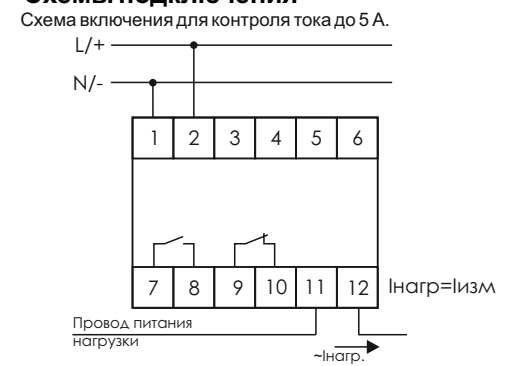 Схема включения для контроля тока до 5 А.
L/+
N/-
1 2 3 4 5 6
7 8 9 10 11 12 Iнагр=Iизм
Провод питания
нагрузки
~Iнагр.